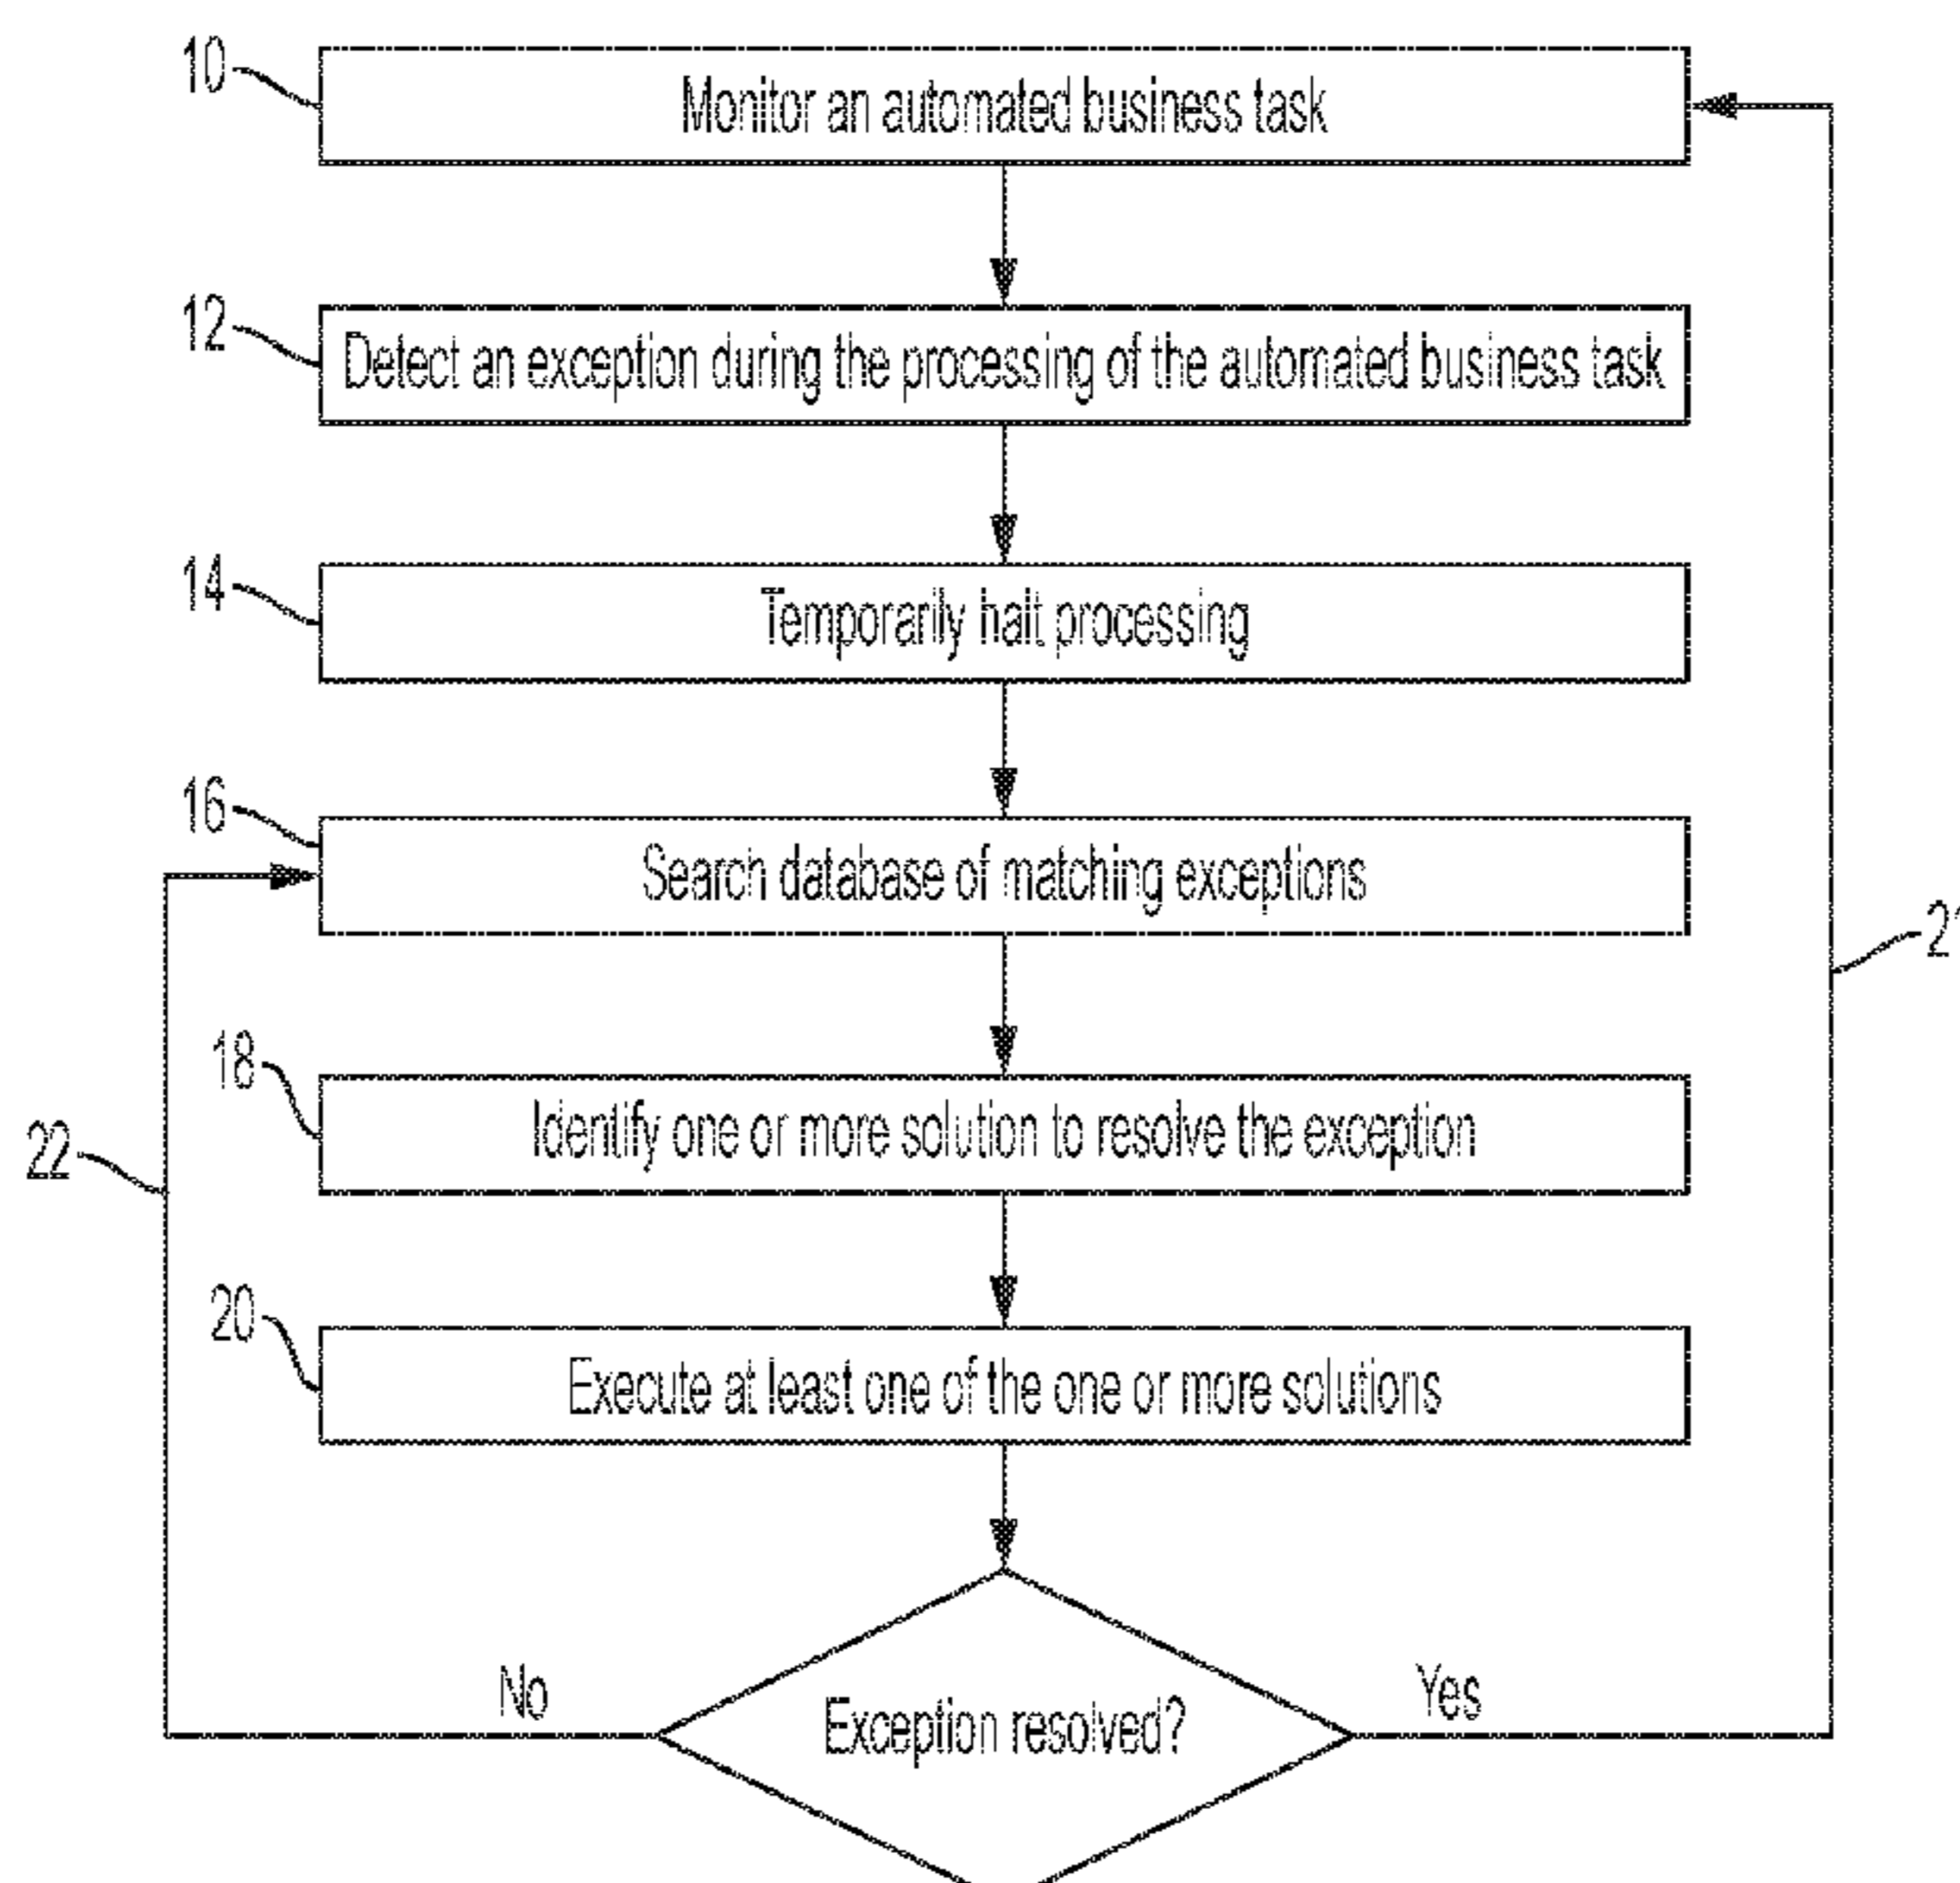 10
Monitor an automated business task
12
Detect an exception during the processing of the automated business task
14
Temporarily halt processing
16
Search database of matching exceptions
18
Identify one or more solution to resolve the exception
22
20
Execute at least one of the one or more solutions
No
Exception resolved?
Yes